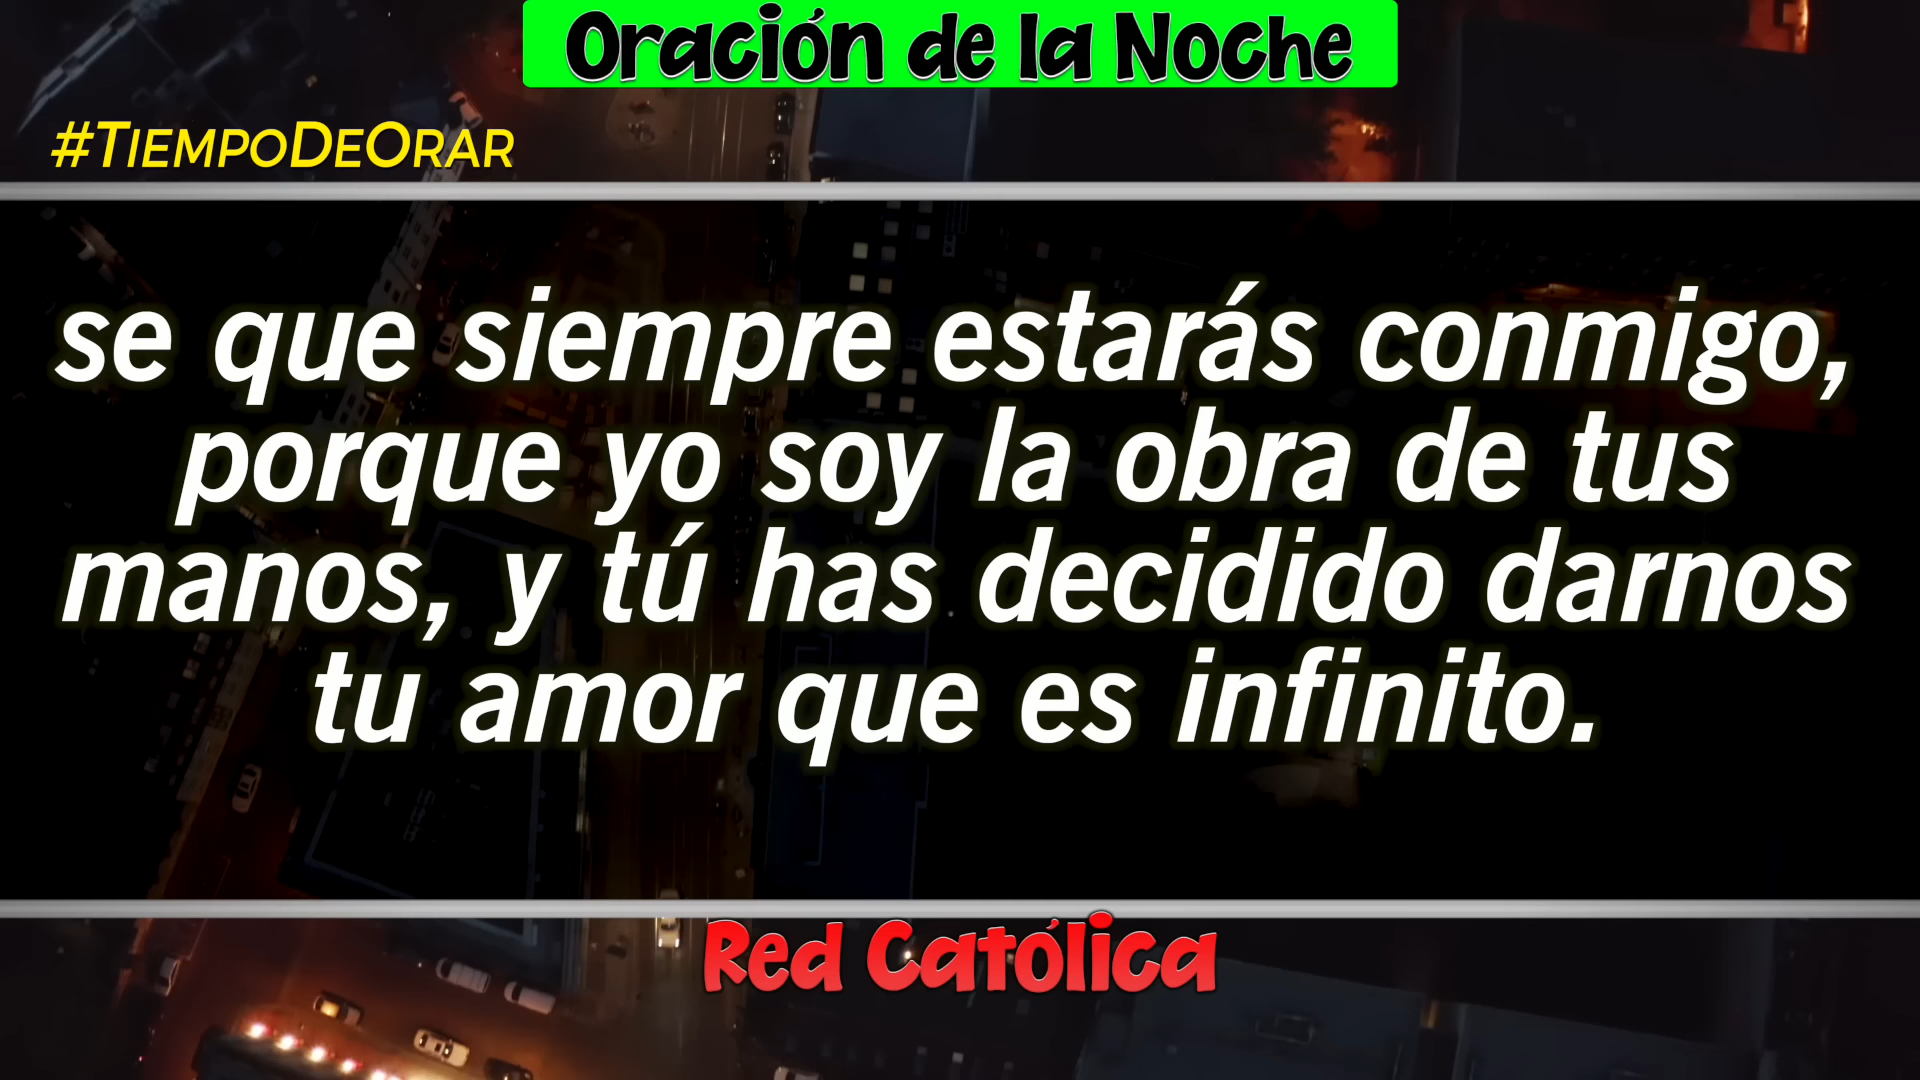 Oración de la Noche
#TiempoDeOrar
se que siempre estarás conmigo,
porque yo soy la obra de tus
manos, y tú has decidido darnos
tu amor que es infinito.
Red Católica